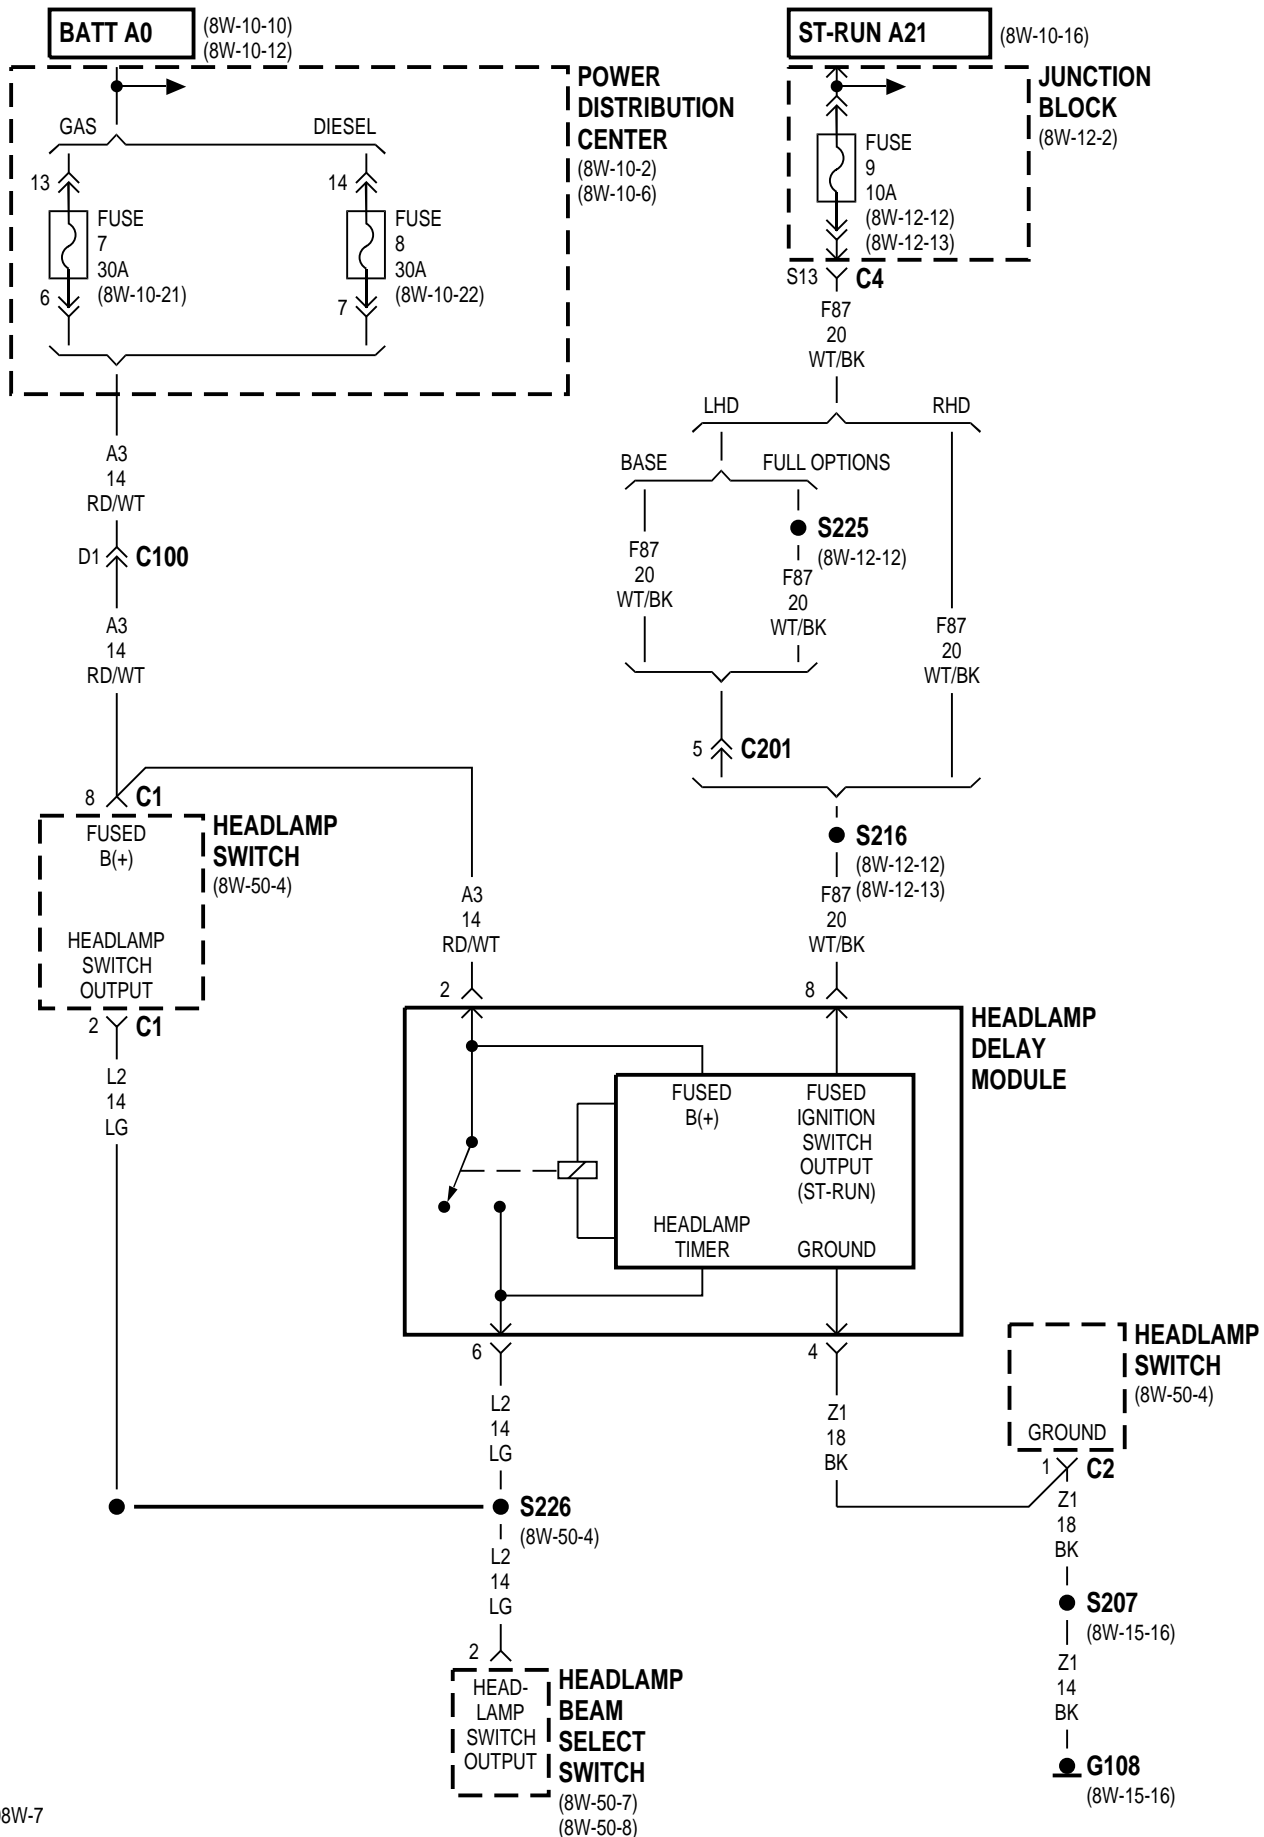 BATT A0
(8W-10-10)
(8W-10-12)
ST-RUN A21
(8W-10-16)
POWER
DISTRIBUTION
CENTER
(8W-10-2)
(8W-10-6)
GAS
DIESEL
13
FUSE
7
30A
(8W-10-21)
6
14
FUSE
8
30A
(8W-10-22)
7
JUNCTION
BLOCK
(8W-12-2)
FUSE
9
10A
(8W-12-12)
(8W-12-13)
S13
C4
F87
20
WT/BK
LHD
RHD
BASE
FULL OPTIONS
S225
(8W-12-12)
F87
20
WT/BK
F87
20
WT/BK
F87
20
WT/BK
5
C201
S216
(8W-12-12)
(8W-12-13)
F87
20
WT/BK
A3
14
RD/WT
D1
C100
A3
14
RD/WT
8
C1
FUSED
B(+)
HEADLAMP
SWITCH
(8W-50-4)
HEADLAMP
SWITCH
OUTPUT
2
C1
L2
14
LG
A3
14
RD/WT
2
8
HEADLAMP
DELAY
MODULE
FUSED
B(+)
FUSED
IGNITION
SWITCH
OUTPUT
(ST-RUN)
HEADLAMP
TIMER
GROUND
6
4
L2
14
LG
Z1
18
BK
HEADLAMP
SWITCH
(8W-50-4)
GROUND
1
C2
Z1
18
BK
S207
(8W-15-16)
Z1
14
BK
G108
(8W-15-16)
S226
(8W-50-4)
L2
14
LG
2
HEAD-
LAMP
SWITCH
OUTPUT
HEADLAMP
BEAM
SELECT
SWITCH
(8W-50-7)
(8W-50-8)
8W-7